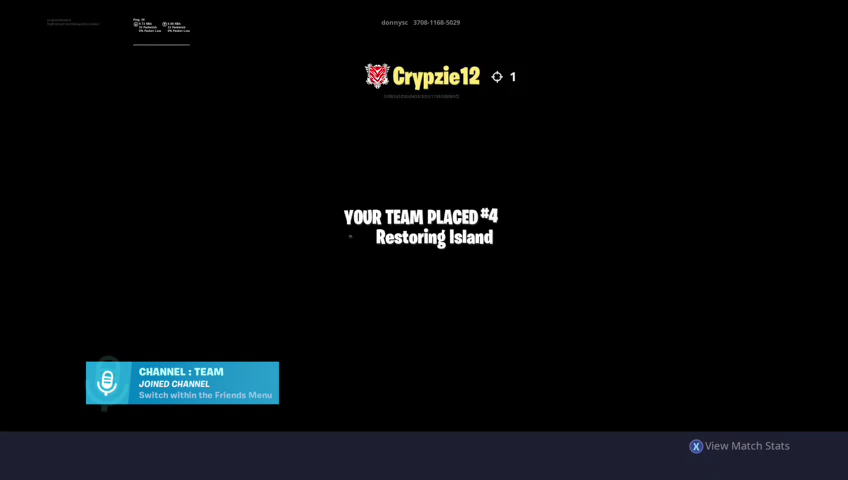 donnysc 3708-1168-5029
Crypzie12 1
YOUR TEAM PLACED #4
Restoring Island
CHANNEL : TEAM
JOINED CHANNEL
Switch within the Friends Menu
X View Match Stats